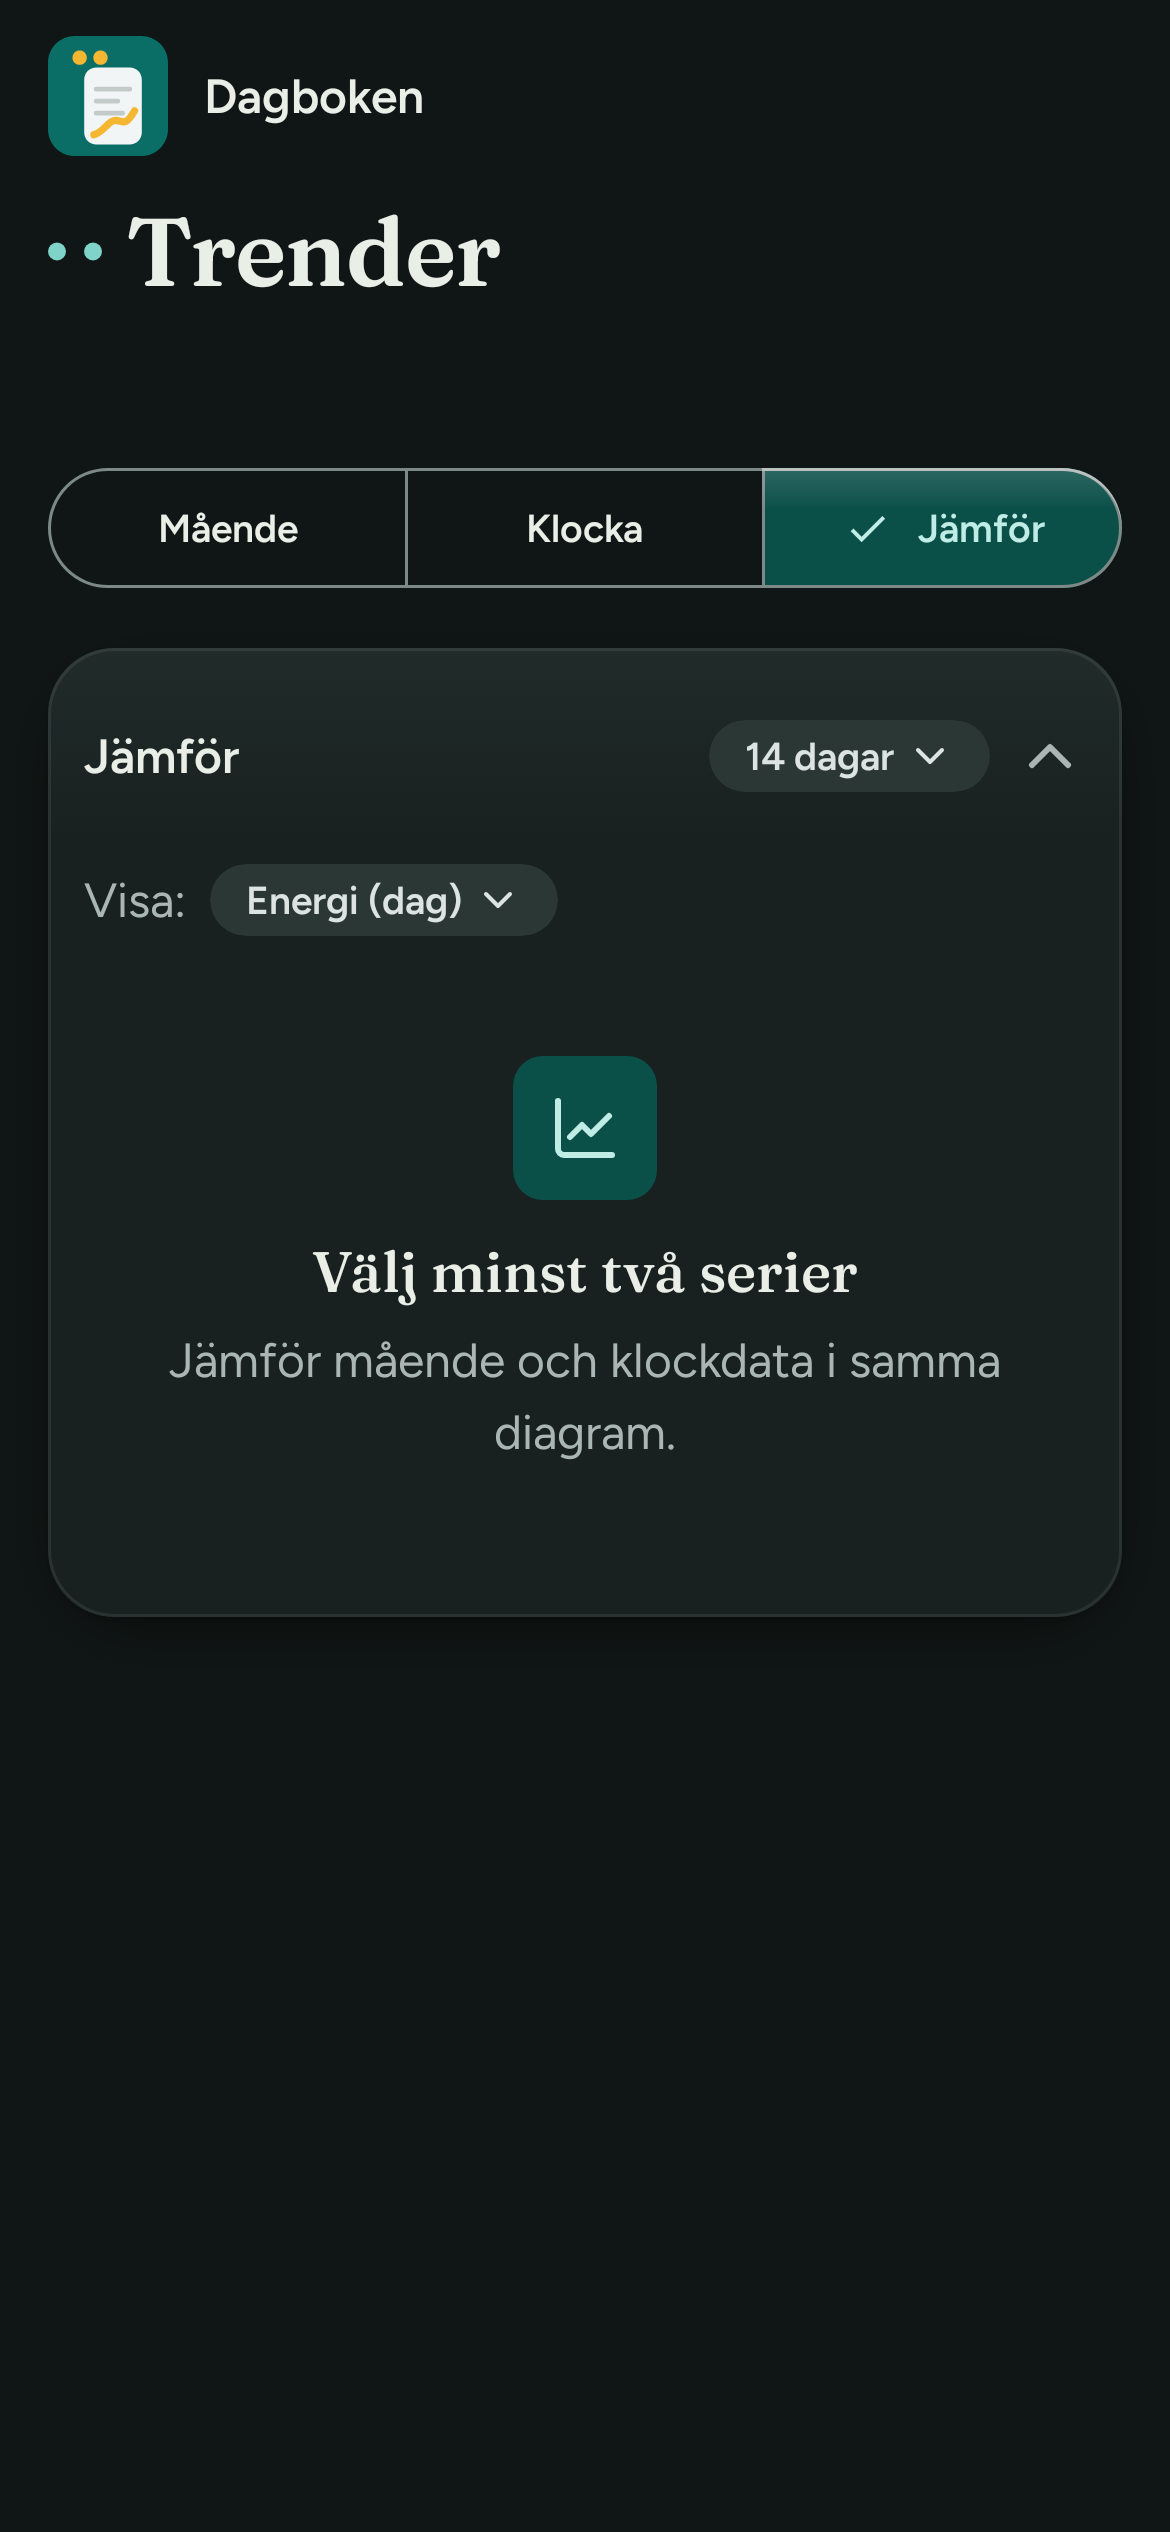 Dagboken
Trender
Mående
Klocka
Jämför
Jämför
14 dagar
Visa:
Energi (dag)
Välj minst två serier
Jämför mående och klockdata i samma
diagram.